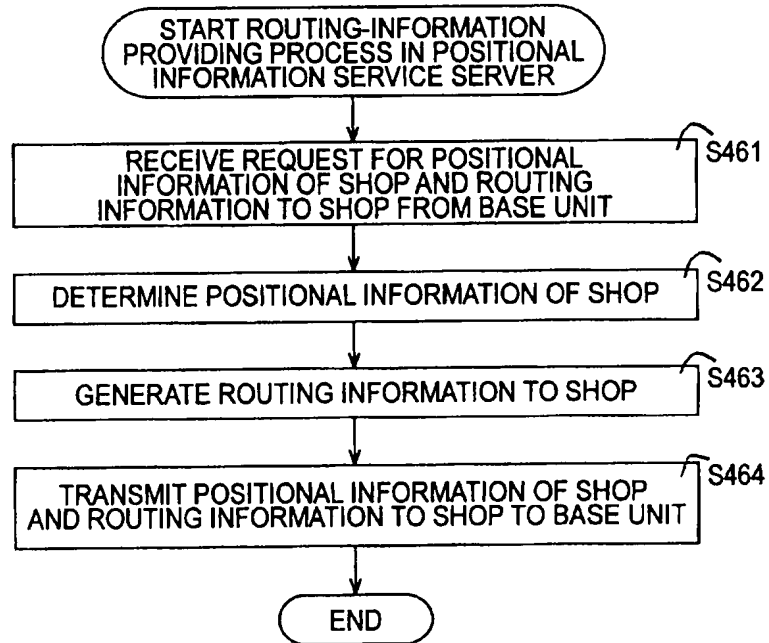 START ROUTING-INFORMATION
PROVIDING PROCESS IN POSITIONAL
INFORMATION SERVICE SERVER
S461
RECEIVE REQUEST FOR POSITIONAL
INFORMATION OF SHOP AND ROUTING
INFORMATION TO SHOP FROM BASE UNIT
S462
DETERMINE POSITIONAL INFORMATION OF SHOP
S463
GENERATE ROUTING INFORMATION TO SHOP
S464
TRANSMIT POSITIONAL INFORMATION OF SHOP
AND ROUTING INFORMATION TO SHOP TO BASE UNIT
END